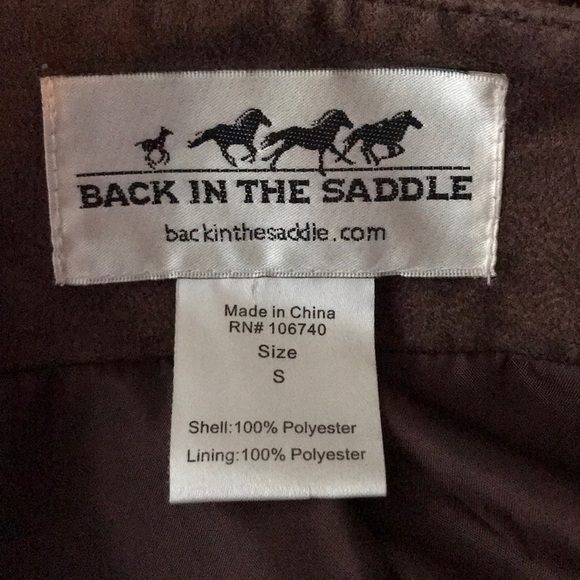 BACK IN THE SADDLE
backinthesaddle.com
Made in China
RN# 106740
Size
S
Shell:100% Polyester
Lining:100% Polyester